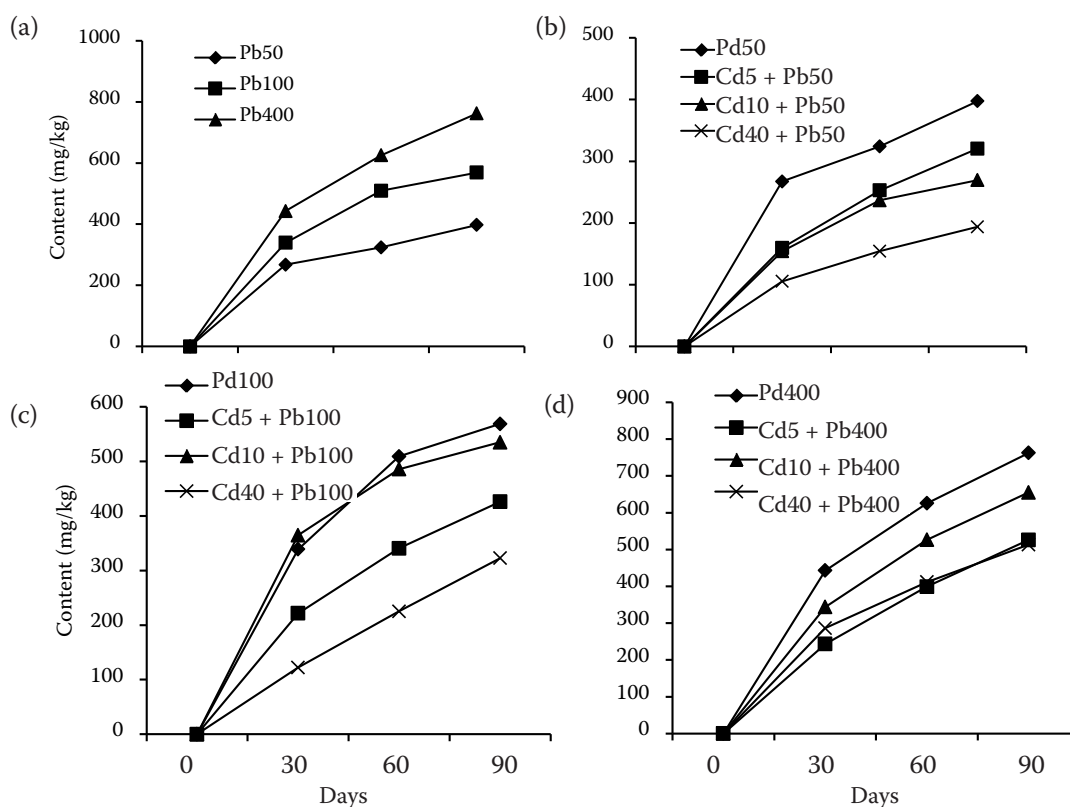 (a)
Content (mg/kg)
1000
800
600
400
200
0
Pb50
Pb100
Pb400
(b)
500
400
300
200
100
0
Pd50
Cd5 + Pb50
Cd10 + Pb50
Cd40 + Pb50
(c)
Content (mg/kg)
600
500
400
300
200
100
0
Pd100
Cd5 + Pb100
Cd10 + Pb100
Cd40 + Pb100
0 30 60 90
Days
(d)
900
800
700
600
500
400
300
200
100
0
Pd400
Cd5 + Pb400
Cd10 + Pb400
Cd40 + Pb400
0 30 60 90
Days